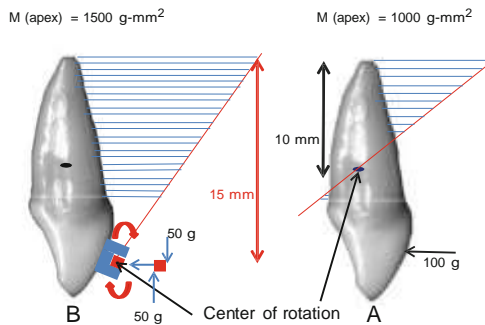 M (apex) = 1500 g-mm²
M (apex) = 1000 g-mm²
10 mm
15 mm
50 g
100 g
50 g
Center of rotation
B
A